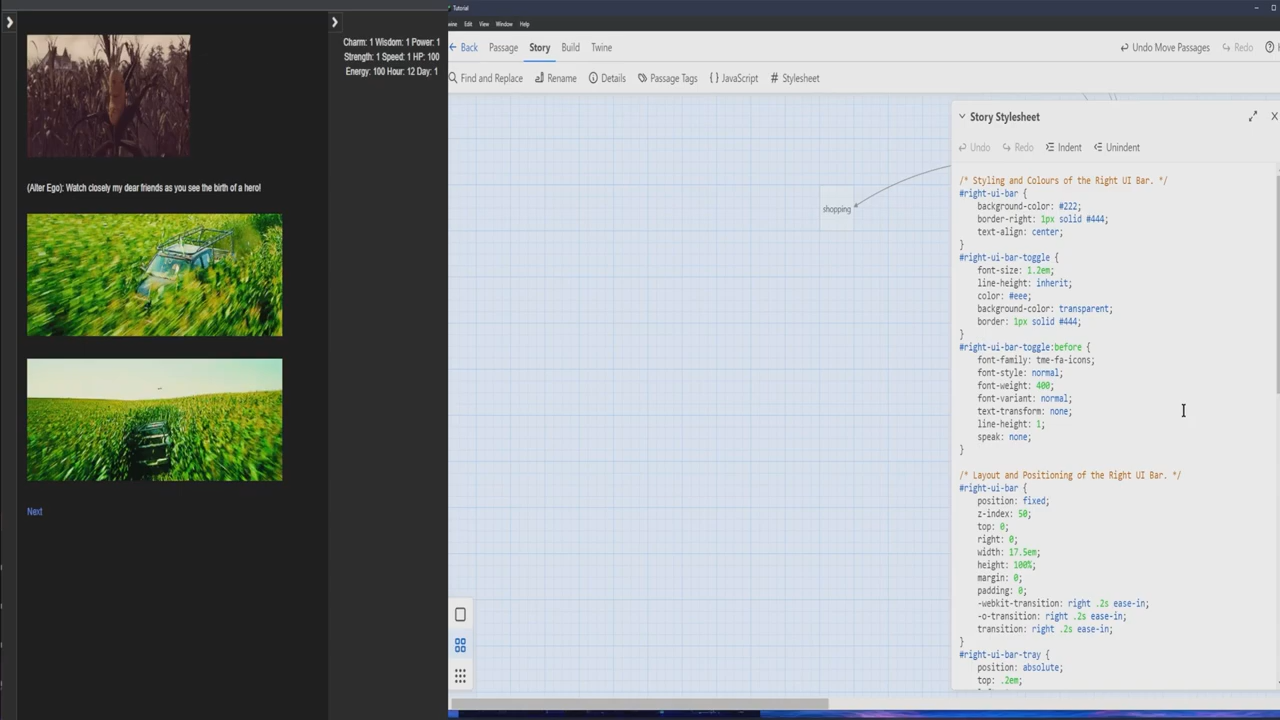 Charm: 1 Wisdom: 1 Power: 1
Strength: 1 Speed: 1 HP: 100
Energy: 100 Hour: 12 Day: 1
(Alter Ego): Watch closely my dear friends as you see the birth of a hero!
Next
Tutorial
Edit View Window Help
Back Passage Story Build Twine
Undo Move Passages Redo
Find and Replace Rename Details Passage Tags JavaScript # Stylesheet
shopping
Story Stylesheet X
Undo Redo Indent Unindent
/* Styling and Colours of the Right UI Bar. */
#right-ui-bar {
background-color: #222;
border-right: 1px solid #444;
text-align: center;
}
#right-ui-bar-toggle {
font-size: 1.2em;
line-height: inherit;
color: #eee;
background-color: transparent;
border: 1px solid #444;
}
#right-ui-bar-toggle:before {
font-family: tme-fa-icons;
font-style: normal;
font-weight: 400;
font-variant: normal;
text-transform: none;
line-height: 1;
speak: none;
}
/* Layout and Positioning of the Right UI Bar. */
#right-ui-bar {
position: fixed;
z-index: 50;
top: 0;
right: 0;
width: 17.5em;
height: 100%;
margin: 0;
padding: 0;
-webkit-transition: right .2s ease-in;
-o-transition: right .2s ease-in;
transition: right .2s ease-in;
}
#right-ui-bar-tray {
position: absolute;
top: .2em;